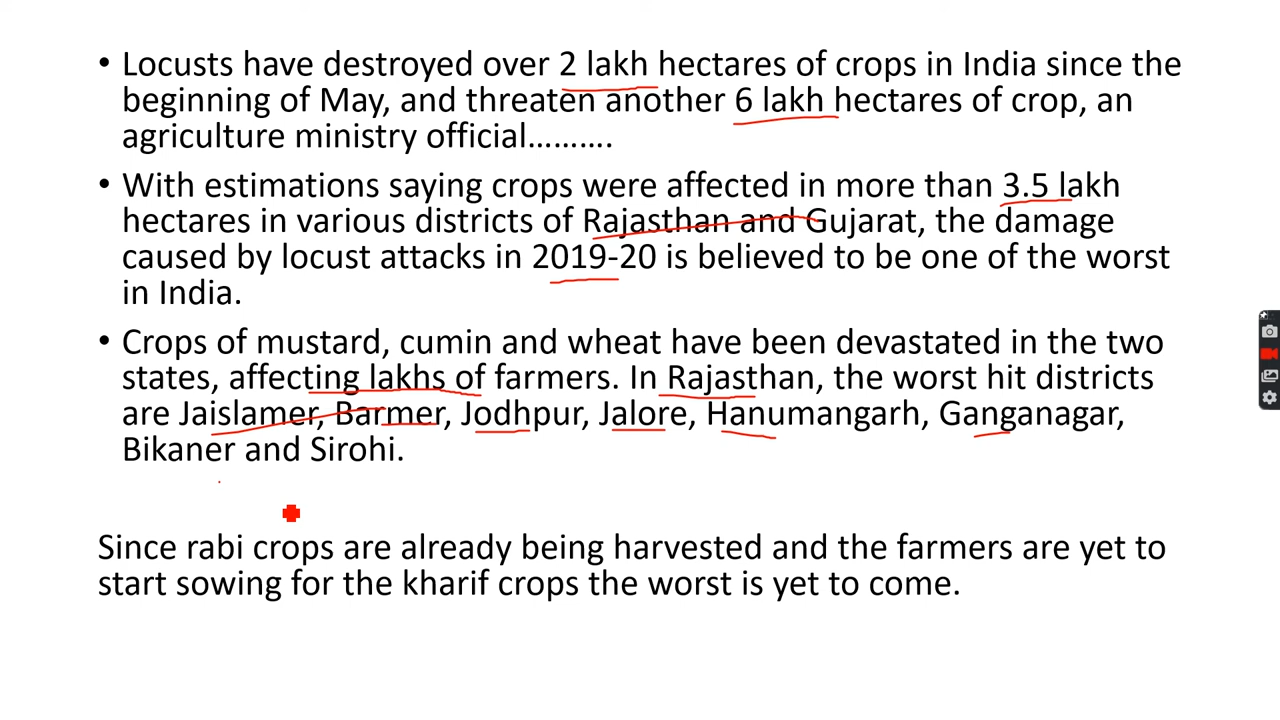 • Locusts have destroyed over 2 lakh hectares of crops in India since the
beginning of May, and threaten another 6 lakh hectares of crop, an
agriculture ministry official……….
• With estimations saying crops were affected in more than 3.5 lakh
hectares in various districts of Rajasthan and Gujarat, the damage
caused by locust attacks in 2019-20 is believed to be one of the worst
in India.
• Crops of mustard, cumin and wheat have been devastated in the two
states, affecting lakhs of farmers. In Rajasthan, the worst hit districts
are Jaislamer, Barmer, Jodhpur, Jalore, Hanumangarh, Ganganagar,
Bikaner and Sirohi.
Since rabi crops are already being harvested and the farmers are yet to
start sowing for the kharif crops the worst is yet to come.